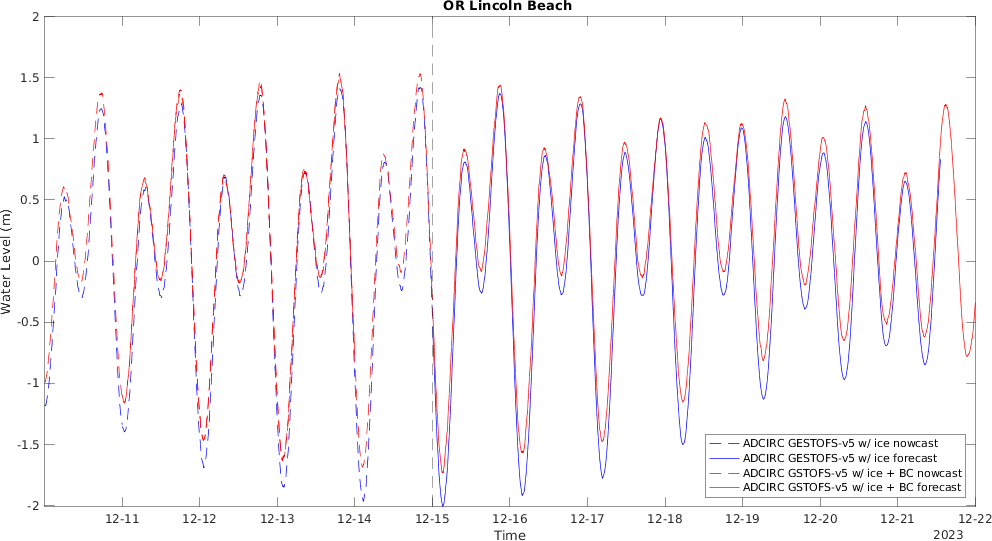 OR Lincoln Beach
2
1.5
1
0.5
0
-0.5
-1
-1.5
-2
Water Level (m)
12-11 12-12 12-13 12-14 12-15 12-16 12-17 12-18 12-19 12-20 12-21 12-22
Time
2023
ADCIRC GESTOFS-v5 w/ ice nowcast
ADCIRC GESTOFS-v5 w/ ice forecast
ADCIRC GSTOFS-v5 w/ ice + BC nowcast
ADCIRC GSTOFS-v5 w/ ice + BC forecast